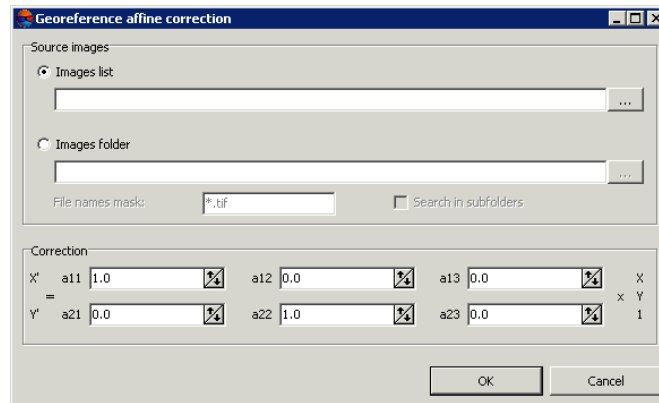 Georeference affine correction
Source images
Images list
...
Images folder
...
File names mask: *.tif Search in subfolders
Correction
X' a11 1.0 a12 0.0 a13 0.0 X
= x Y
Y' a21 0.0 a22 1.0 a23 0.0 1
OK Cancel